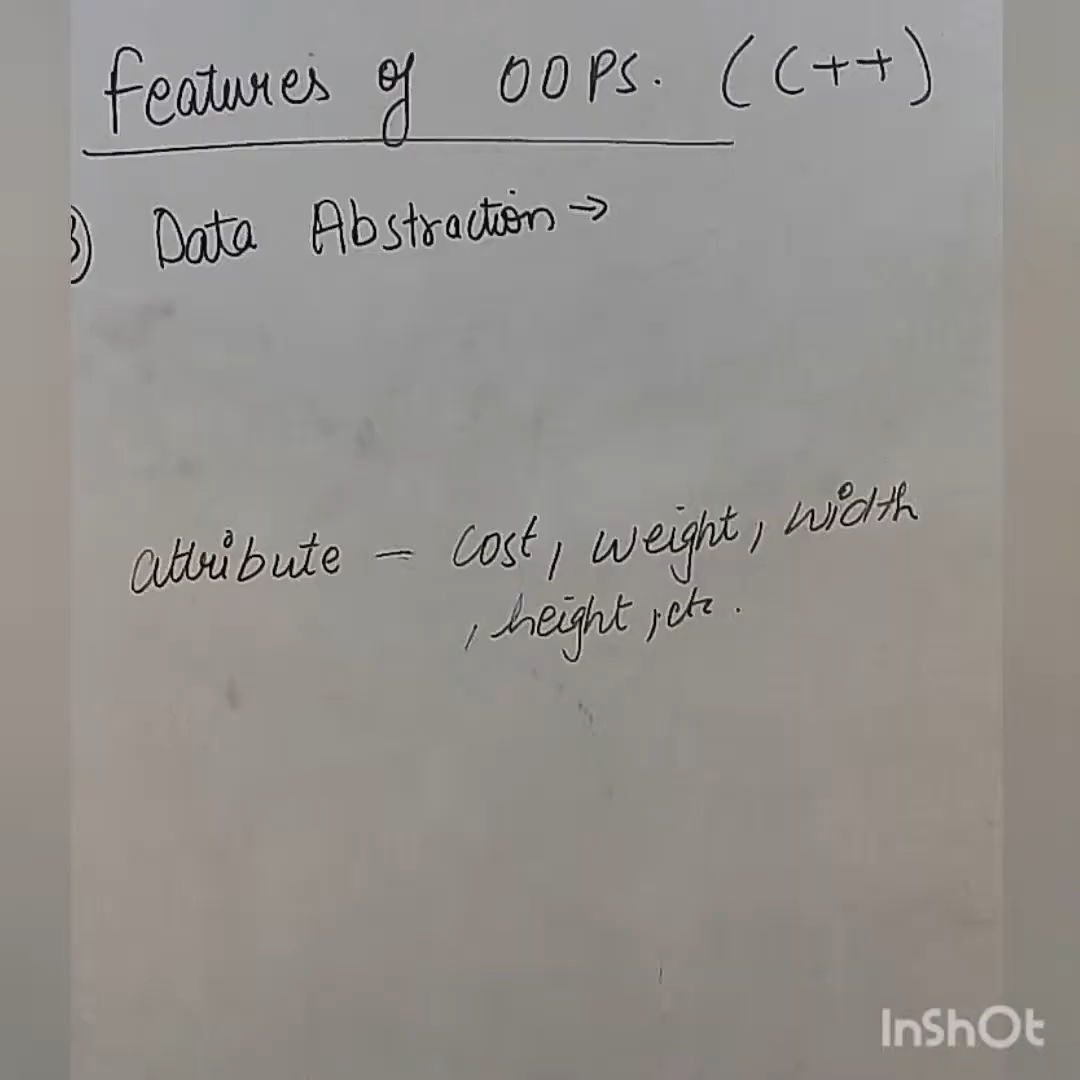 Features of OOPS. (C++)
3) Data Abstraction →
attribute – cost, weight, width
, height, etc.
InShOt